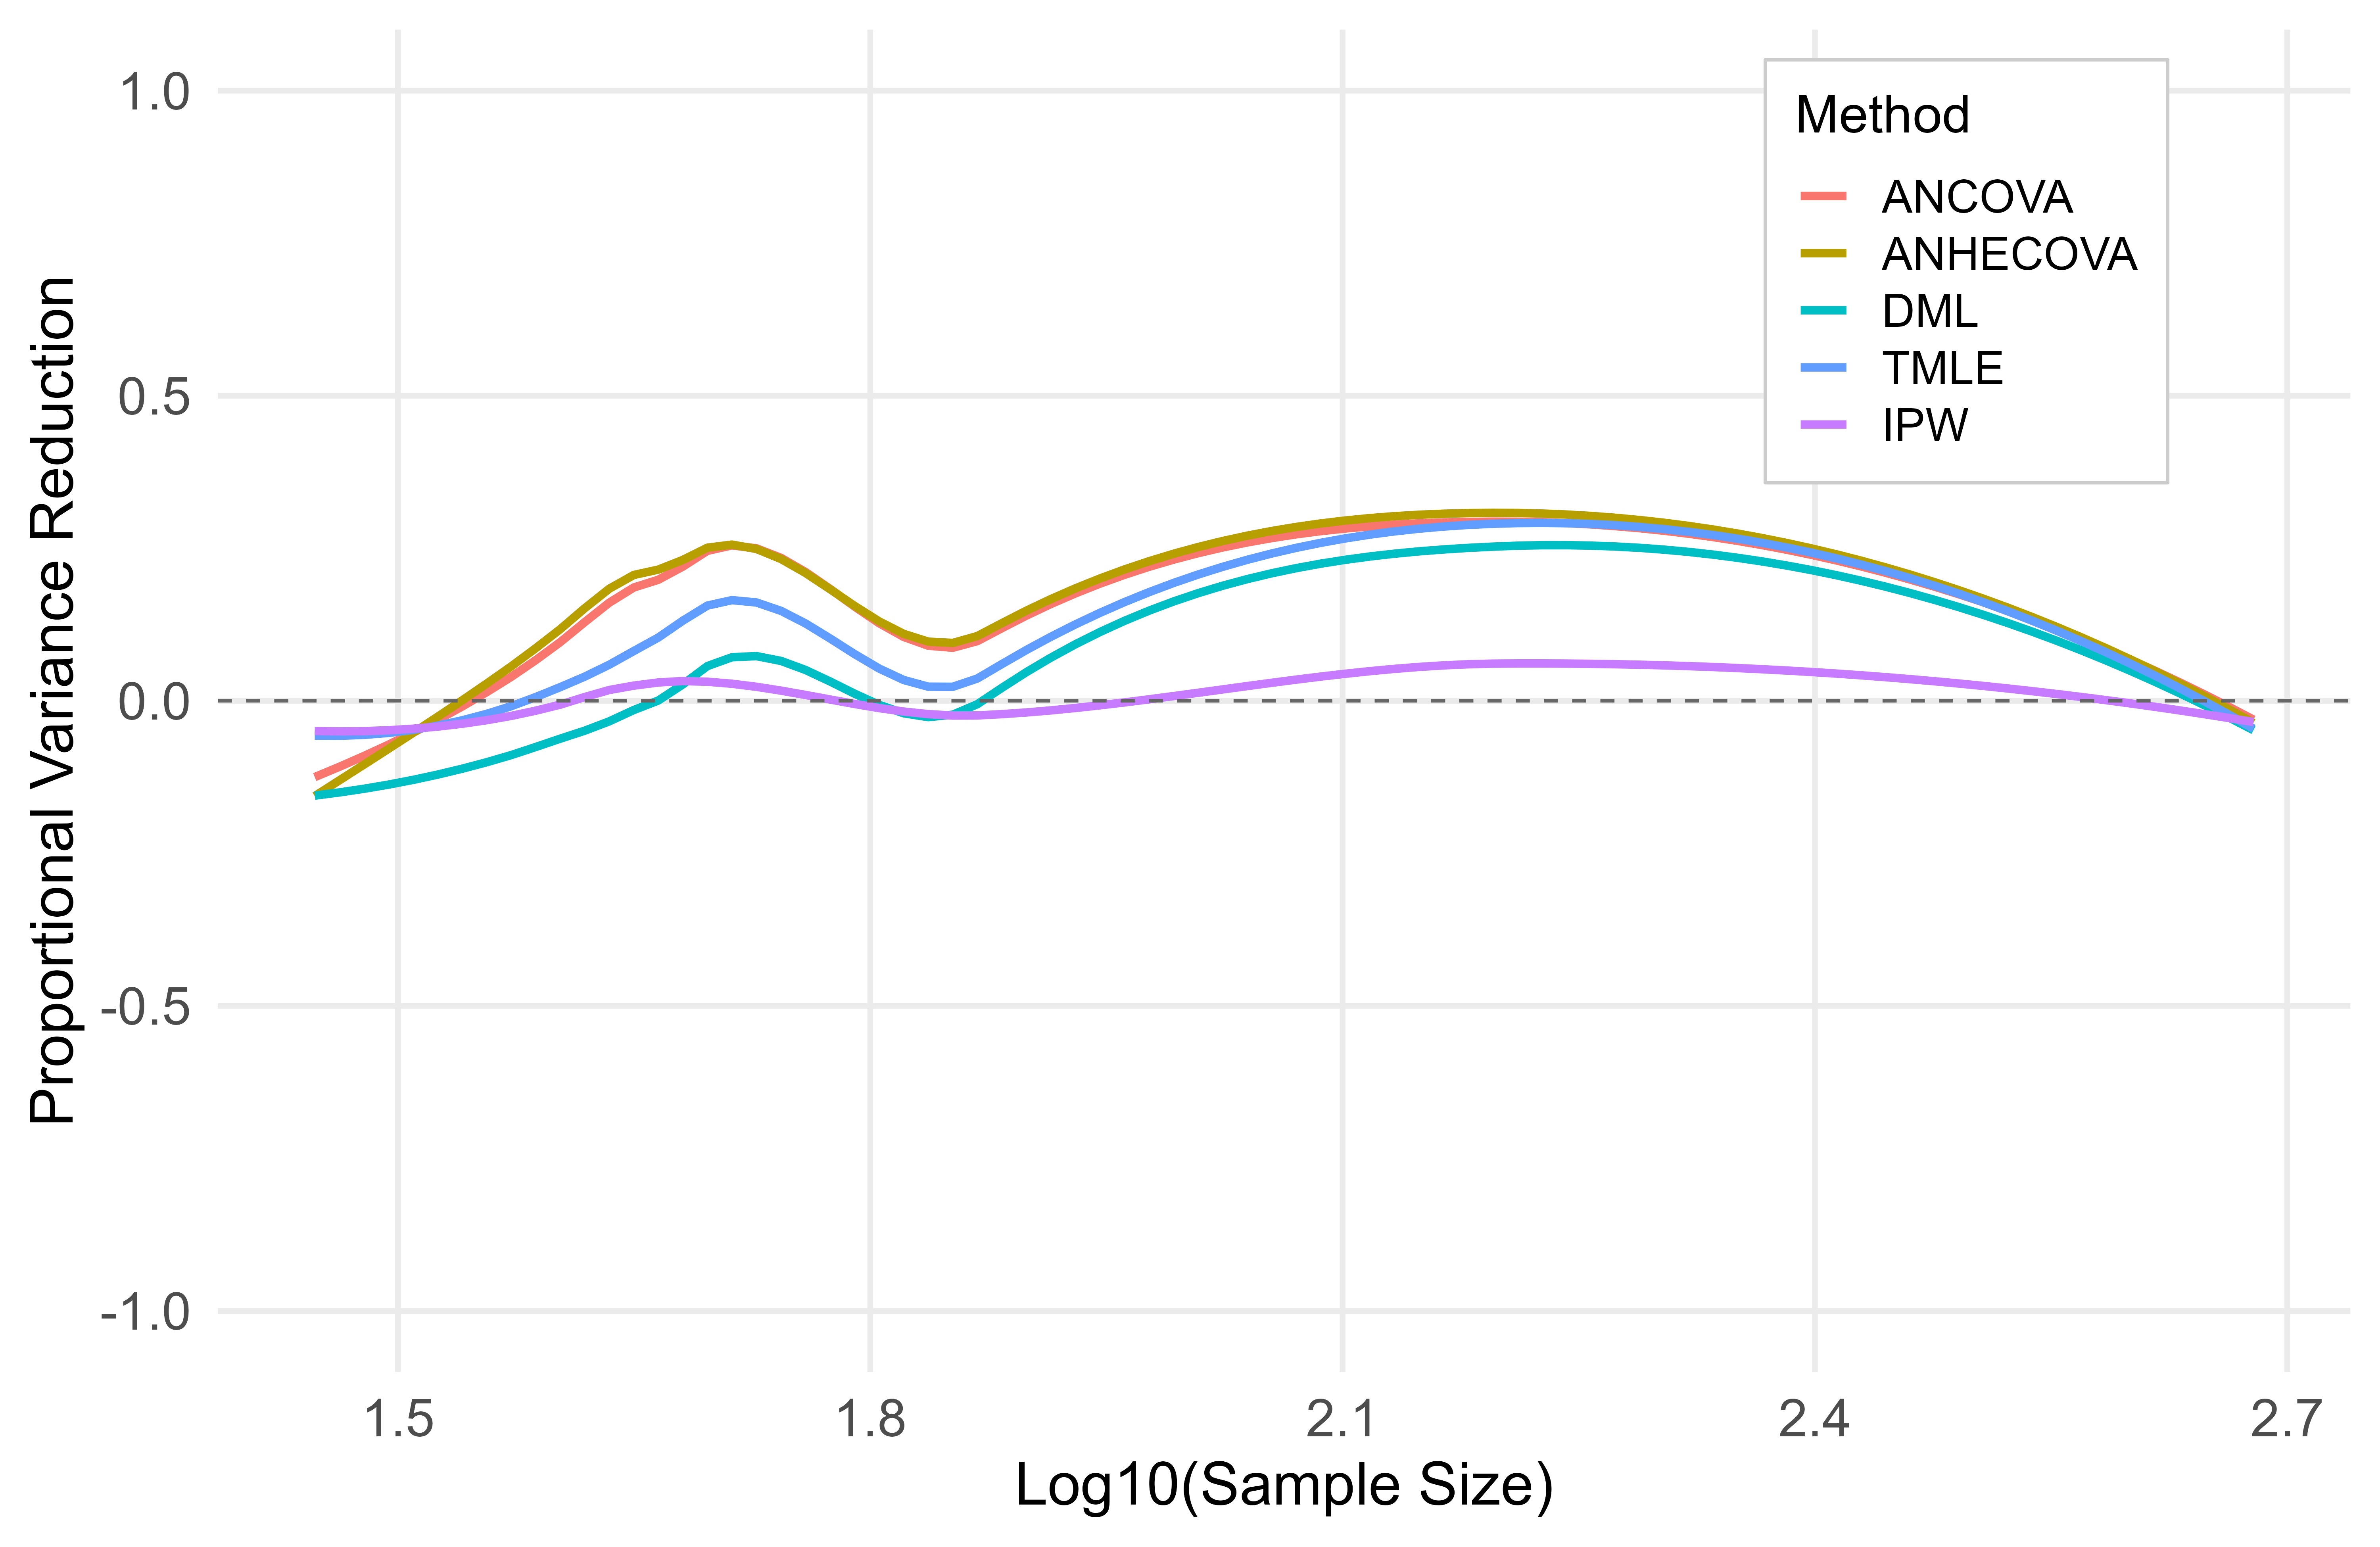 Proportional Variance Reduction
1.0
0.5
0.0
-0.5
-1.0
Method
ANCOVA
ANHECOVA
DML
TMLE
IPW
1.5 1.8 2.1 2.4 2.7
Log10(Sample Size)